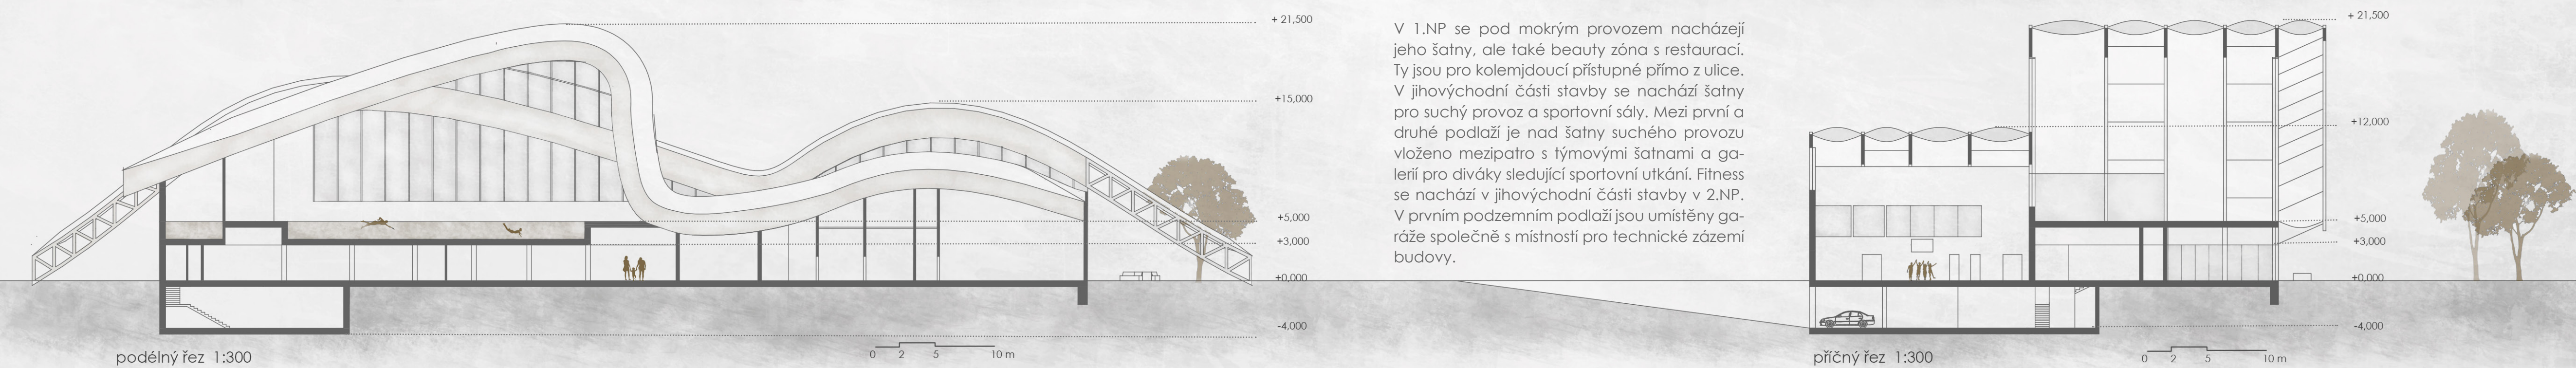 + 21,500
+15,000
+5,000
+3,000
+0,000
-4,000
0 2 5 10 m
podélný řez 1:300
V 1.NP se pod mokrým provozem nacházejí
jeho šatny, ale také beauty zóna s restaurací.
Ty jsou pro kolemjdoucí přístupné přímo z ulice.
V jihovýchodní části stavby se nachází šatny
pro suchý provoz a sportovní sály. Mezi první a
druhé podlaží je nad šatny suchého provozu
vloženo mezipatro s týmovými šatnami a ga-
lerií pro diváky sledující sportovní utkání. Fitness
se nachází v jihovýchodní části stavby v 2.NP.
V prvním podzemním podlaží jsou umístěny ga-
ráže společně s místností pro technické zázemí
budovy.
+ 21,500
+12,000
+5,000
+3,000
+0,000
-4,000
0 2 5 10 m
příčný řez 1:300